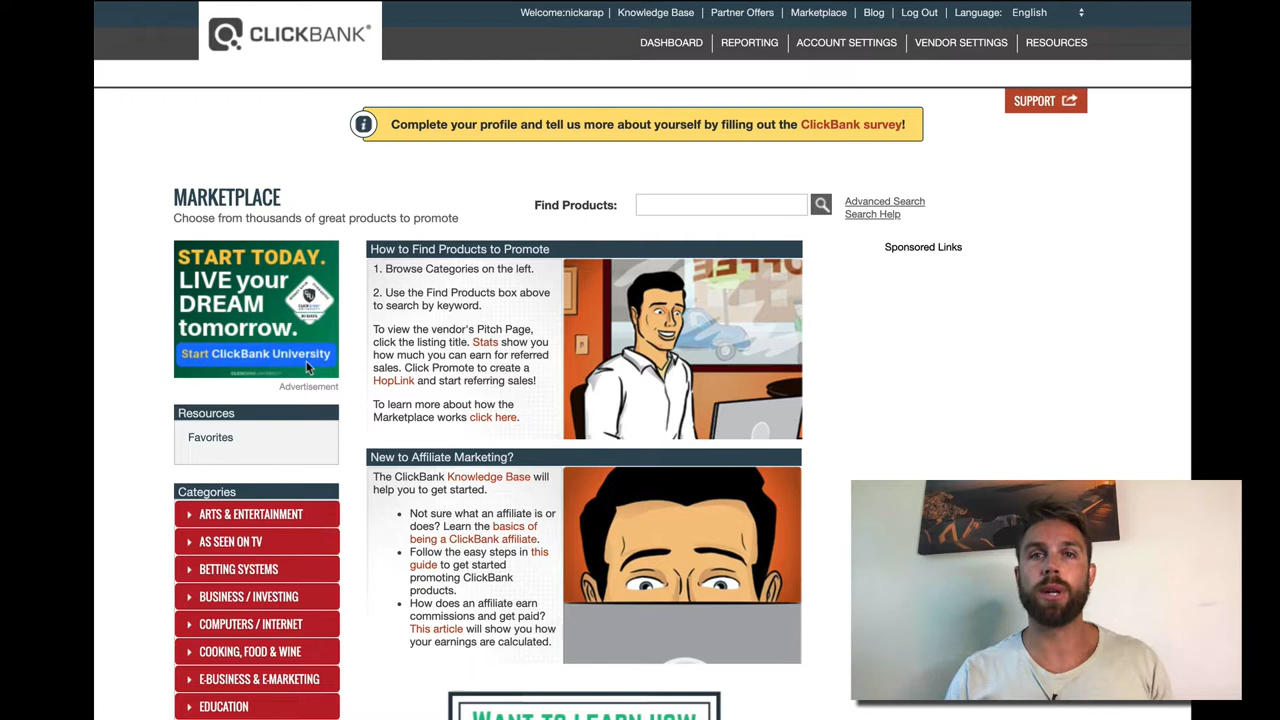 CLICKBANK®
Welcome:nickarap | Knowledge Base | Partner Offers | Marketplace | Blog | Log Out | Language: English
DASHBOARD | REPORTING | ACCOUNT SETTINGS | VENDOR SETTINGS | RESOURCES
SUPPORT
Complete your profile and tell us more about yourself by filling out the ClickBank survey!
MARKETPLACE
Choose from thousands of great products to promote
Find Products:
Advanced Search
Search Help
START TODAY.
LIVE your
DREAM
tomorrow.
Start ClickBank University
Advertisement
Resources
Favorites
Categories
ARTS & ENTERTAINMENT
AS SEEN ON TV
BETTING SYSTEMS
BUSINESS / INVESTING
COMPUTERS / INTERNET
COOKING, FOOD & WINE
E-BUSINESS & E-MARKETING
EDUCATION
How to Find Products to Promote
1. Browse Categories on the left.
2. Use the Find Products box above
to search by keyword.
To view the vendor's Pitch Page,
click the listing title. Stats show you
how much you can earn for referred
sales. Click Promote to create a
HopLink and start referring sales!
To learn more about how the
Marketplace works click here.
New to Affiliate Marketing?
The ClickBank Knowledge Base will
help you to get started.
• Not sure what an affiliate is or
does? Learn the basics of
being a ClickBank affiliate.
• Follow the easy steps in this
guide to get started
promoting ClickBank
products.
• How does an affiliate earn
commissions and get paid?
This article will show you how
your earnings are calculated.
WANT TO LEARN HOW
Sponsored Links